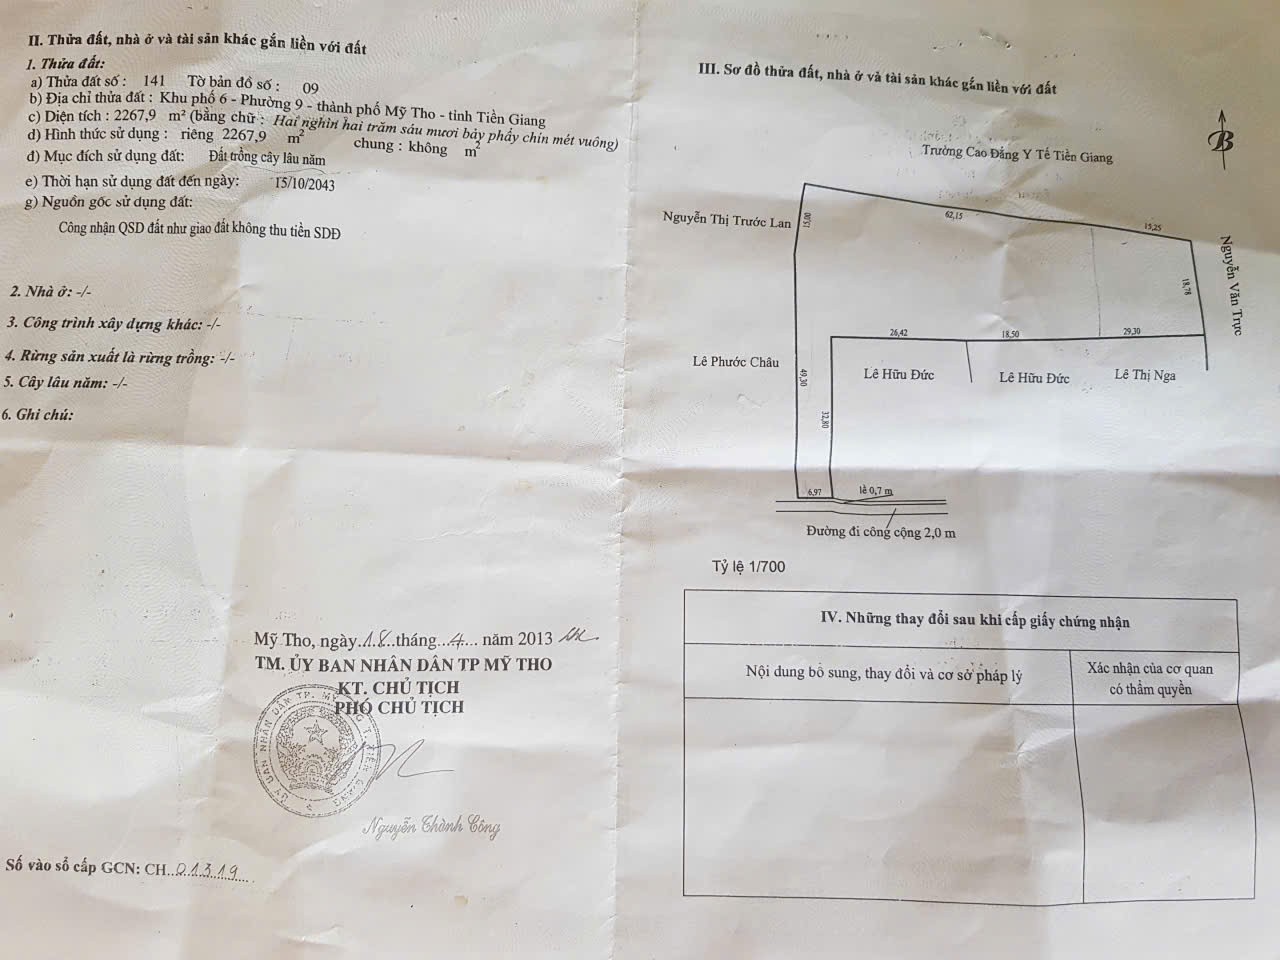 II. Thửa đất, nhà ở và tài sản khác gắn liền với đất
1. Thửa đất:
a) Thửa đất số : 141 Tờ bản đồ số : 09
b) Địa chỉ thửa đất : Khu phố 6 - Phường 9 - thành phố Mỹ Tho - tỉnh Tiền Giang
c) Diện tích : 2267,9 m² (bằng chữ : Hai nghìn hai trăm sáu mươi bảy phẩy chín mét vuông)
d) Hình thức sử dụng : riêng 2267,9 m² chung : không m²
đ) Mục đích sử dụng đất: Đất trồng cây lâu năm
e) Thời hạn sử dụng đất đến ngày: 15/10/2043
g) Nguồn gốc sử dụng đất:
Công nhận QSD đất như giao đất không thu tiền SDĐ
2. Nhà ở: -/-
3. Công trình xây dựng khác: -/-
4. Rừng sản xuất là rừng trồng: -/-
5. Cây lâu năm: -/-
6. Ghi chú:
Mỹ Tho, ngày 18 tháng 4 năm 2013
TM. ỦY BAN NHÂN DÂN TP MỸ THO
KT. CHỦ TỊCH
PHÓ CHỦ TỊCH
Nguyễn Thành Công
Số vào sổ cấp GCN: CH 01319
III. Sơ đồ thửa đất, nhà ở và tài sản khác gắn liền với đất
B
Trường Cao Đẳng Y Tế Tiền Giang
Nguyễn Thị Trước Lan
15,00
62,15
15,25
Nguyễn Văn Trực
18,78
26,42
18,50
29,30
Lê Phước Châu
49,30
Lê Hữu Đức
Lê Hữu Đức
Lê Thị Nga
32,80
6,97
lề 0,7 m
Đường đi công cộng 2,0 m
Tỷ lệ 1/700
IV. Những thay đổi sau khi cấp giấy chứng nhận
Nội dung bổ sung, thay đổi và cơ sở pháp lý
Xác nhận của cơ quan
có thẩm quyền